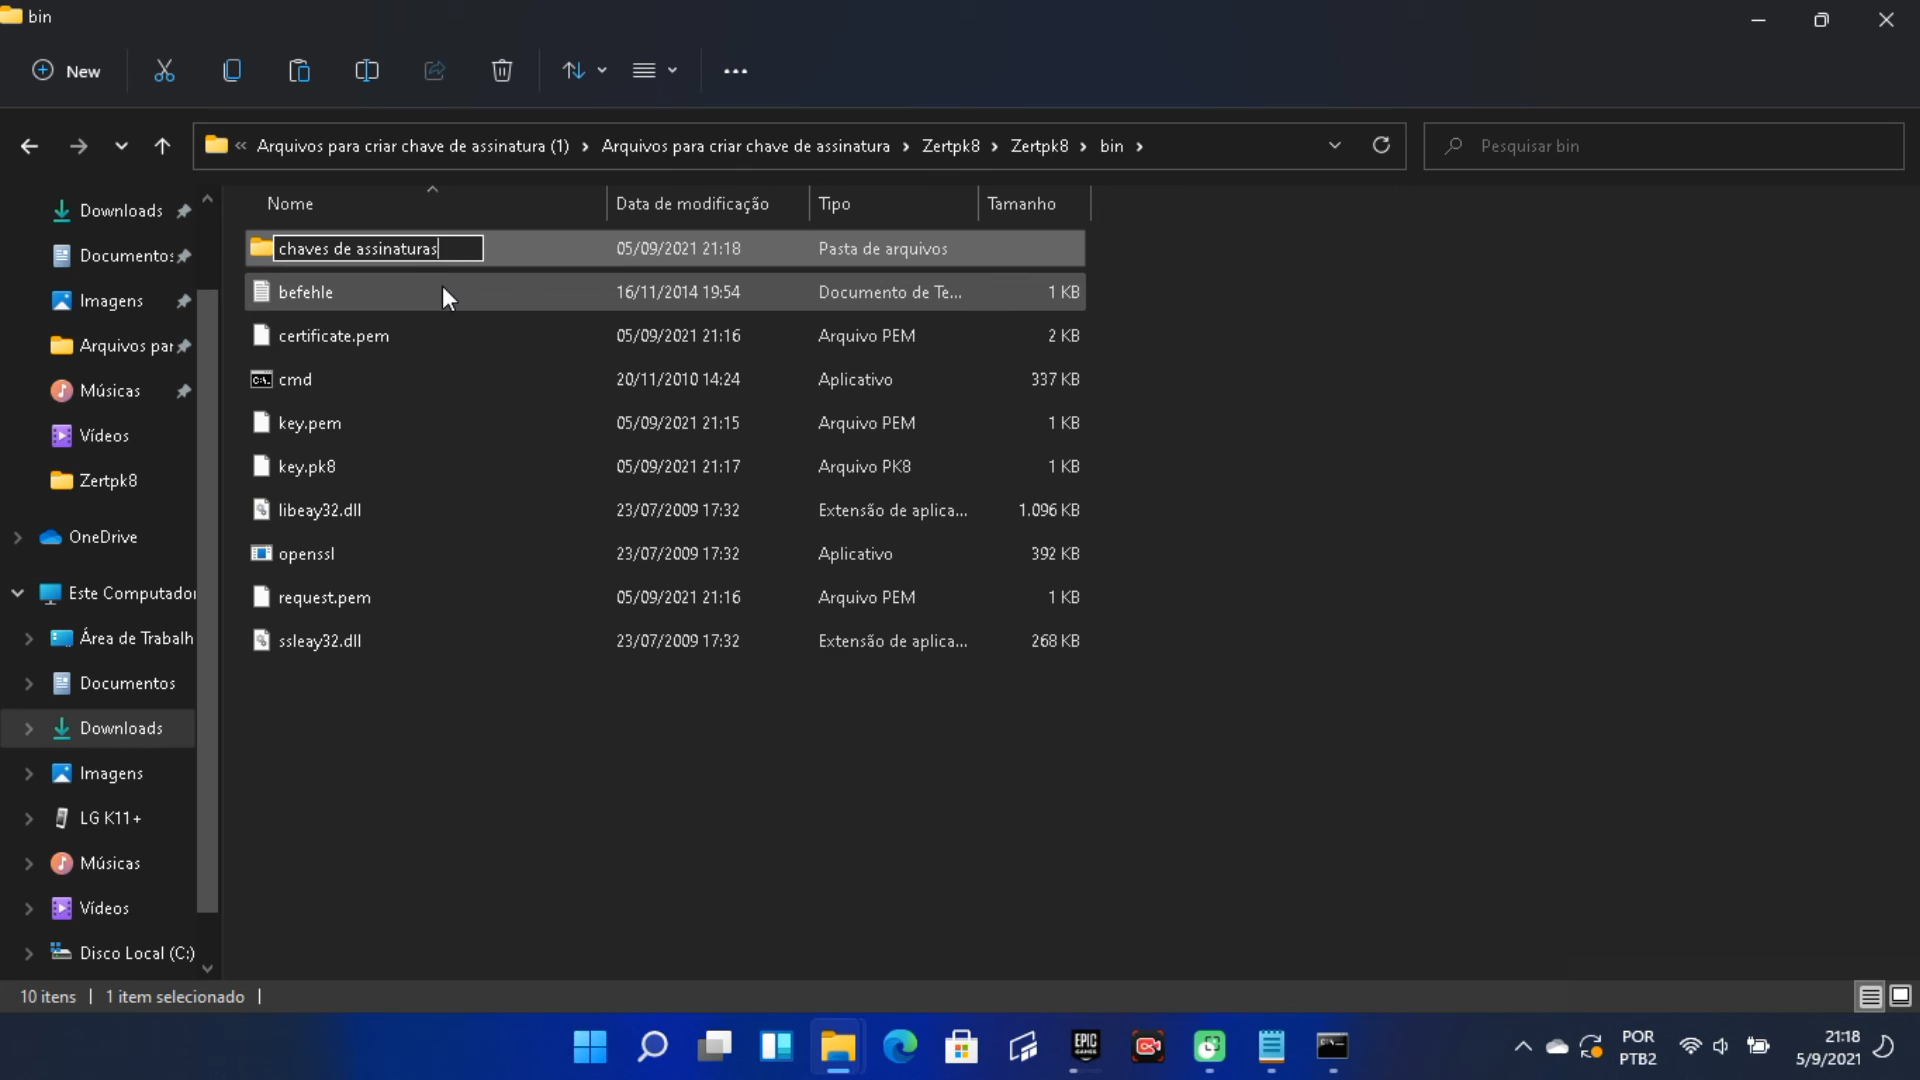 bin
New
« Arquivos para criar chave de assinatura (1) › Arquivos para criar chave de assinatura › Zertpk8 › Zertpk8 › bin ›
Pesquisar bin
Nome Data de modificação Tipo Tamanho
chaves de assinaturas 05/09/2021 21:18 Pasta de arquivos
befehle 16/11/2014 19:54 Documento de Te... 1 KB
certificate.pem 05/09/2021 21:16 Arquivo PEM 2 KB
cmd 20/11/2010 14:24 Aplicativo 337 KB
key.pem 05/09/2021 21:15 Arquivo PEM 1 KB
key.pk8 05/09/2021 21:17 Arquivo PK8 1 KB
libeay32.dll 23/07/2009 17:32 Extensão de aplica... 1.096 KB
openssl 23/07/2009 17:32 Aplicativo 392 KB
request.pem 05/09/2021 21:16 Arquivo PEM 1 KB
ssleay32.dll 23/07/2009 17:32 Extensão de aplica... 268 KB
Downloads
Documentos
Imagens
Arquivos par
Músicas
Vídeos
Zertpk8
OneDrive
Este Computador
Área de Trabalh
Documentos
Downloads
Imagens
LG K11+
Músicas
Vídeos
Disco Local (C:)
10 itens | 1 item selecionado |
EPIC GAMES
POR
PTB2
21:18
5/9/2021